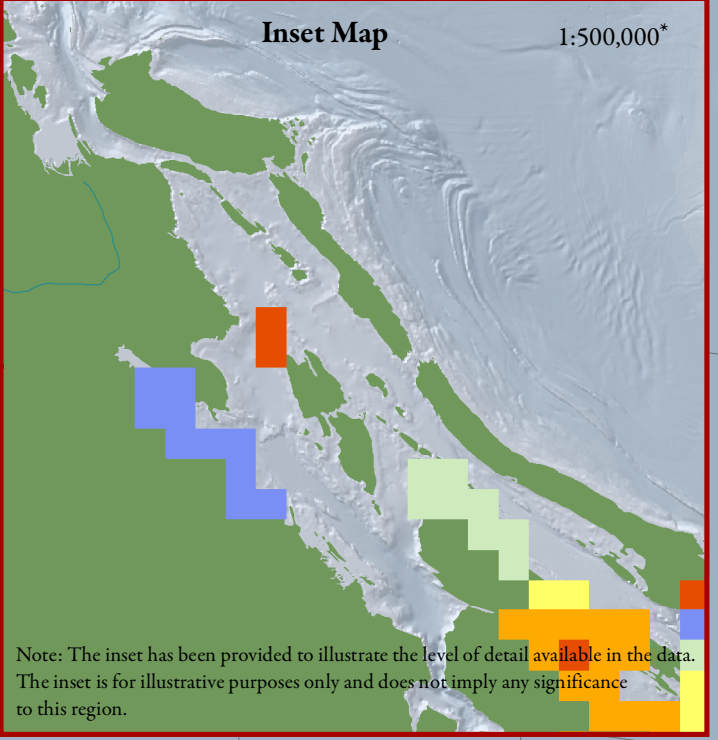 Inset Map
1:500,000*
Note: The inset has been provided to illustrate the level of detail available in the data.
The inset is for illustrative purposes only and does not imply any significance
to this region.